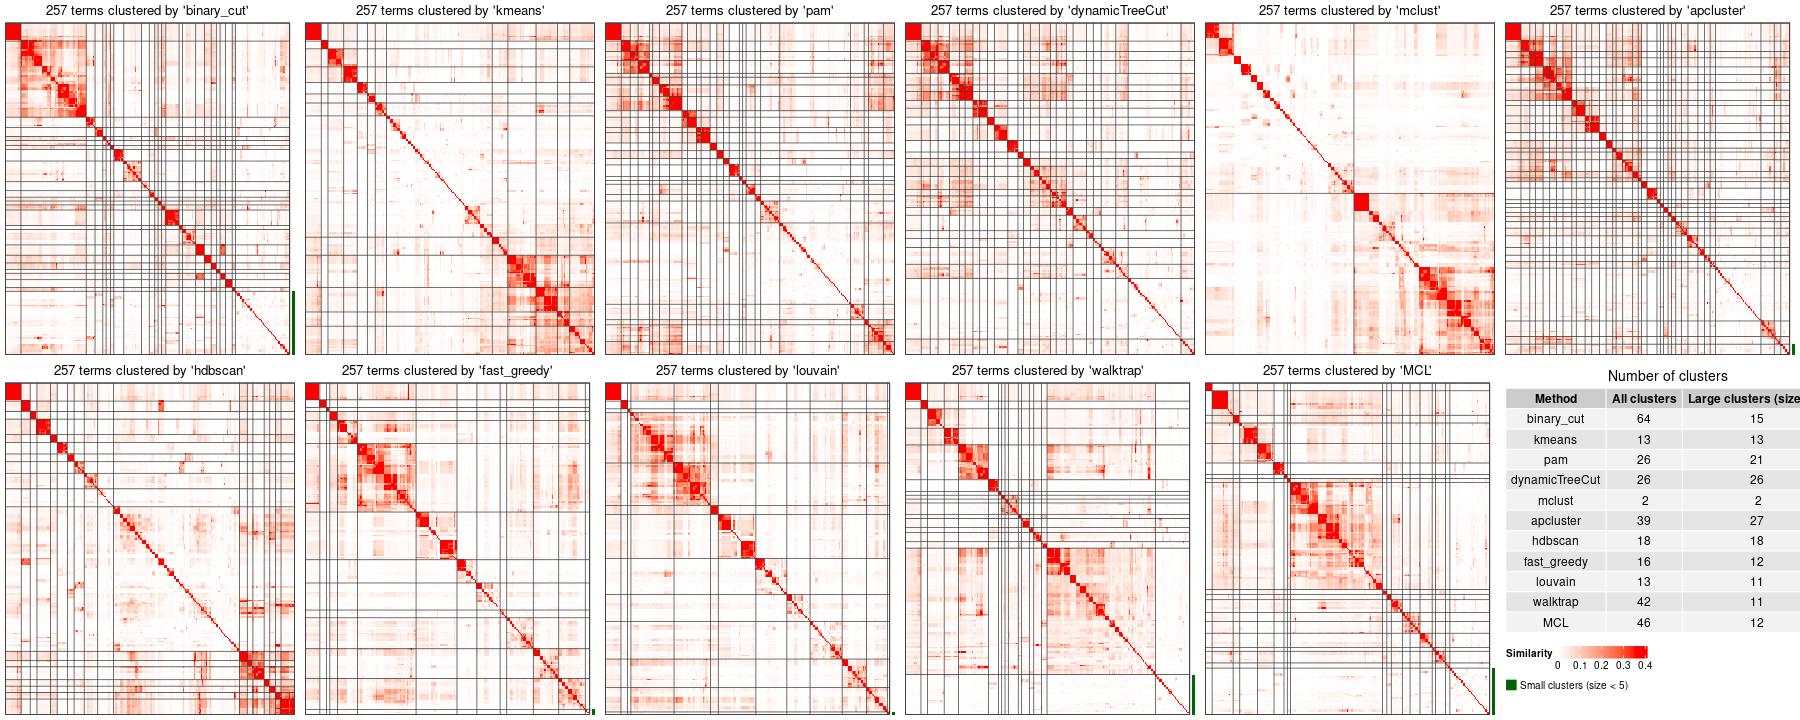 257 terms clustered by 'binary_cut'
257 terms clustered by 'kmeans'
257 terms clustered by 'pam'
257 terms clustered by 'dynamicTreeCut'
257 terms clustered by 'mclust'
257 terms clustered by 'apcluster'
257 terms clustered by 'hdbscan'
257 terms clustered by 'fast_greedy'
257 terms clustered by 'louvain'
257 terms clustered by 'walktrap'
257 terms clustered by 'MCL'
Number of clusters
Method All clusters Large clusters (size
binary_cut 64 15
kmeans 13 13
pam 26 21
dynamicTreeCut 26 26
mclust 2 2
apcluster 39 27
hdbscan 18 18
fast_greedy 16 12
louvain 13 11
walktrap 42 11
MCL 46 12
Similarity
0 0.1 0.2 0.3 0.4
Small clusters (size < 5)